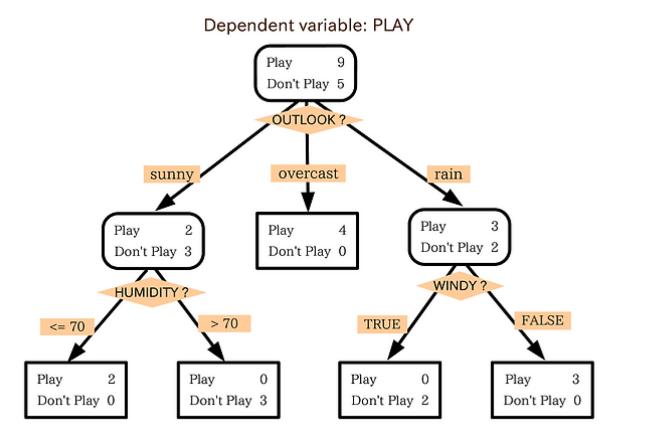 Dependent variable: PLAY
Play 9
Don't Play 5
OUTLOOK ?
sunny
overcast
rain
Play 2
Don't Play 3
Play 4
Don't Play 0
Play 3
Don't Play 2
HUMIDITY ?
WINDY ?
<= 70
> 70
TRUE
FALSE
Play 2
Don't Play 0
Play 0
Don't Play 3
Play 0
Don't Play 2
Play 3
Don't Play 0